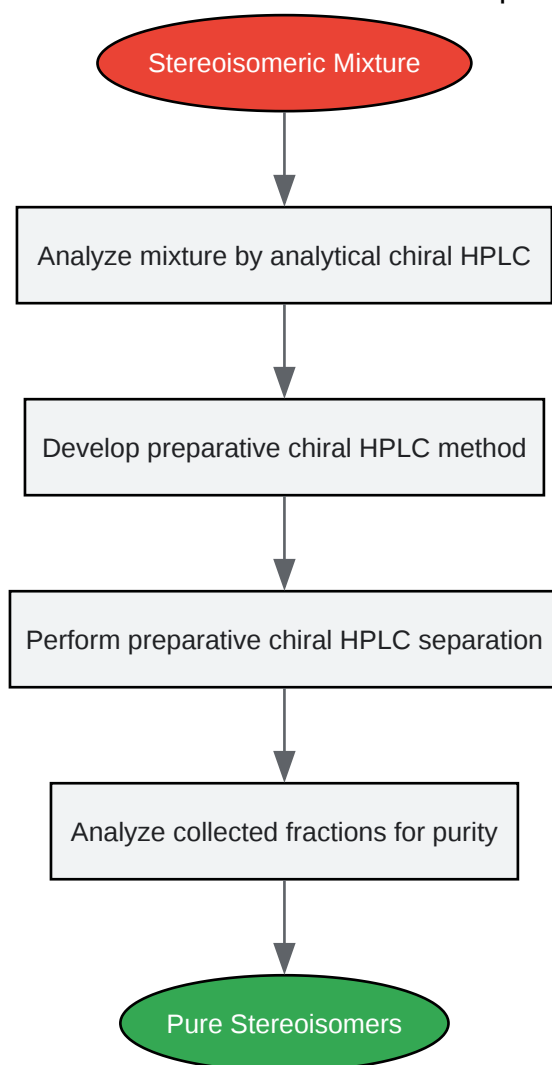 Stereoisomeric Mixture
Analyze mixture by analytical chiral HPLC
Develop preparative chiral HPLC method
Perform preparative chiral HPLC separation
Analyze collected fractions for purity
Pure Stereoisomers